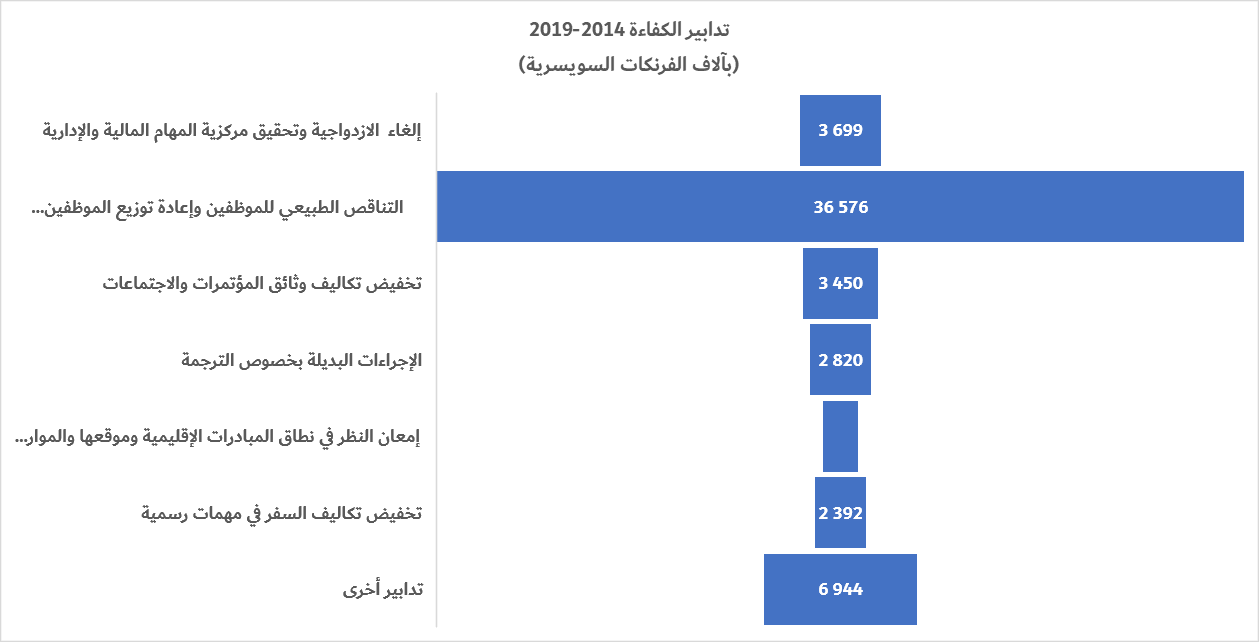 تدابير الكفاءة 2014-2019
(بآلاف الفرنكات السويسرية)
إلغاء الازدواجية وتحقيق مركزية المهام المالية والإدارية
3 699
التناقص الطبيعي للموظفين وإعادة توزيع الموظفين...
36 576
تخفيض تكاليف وثائق المؤتمرات والاجتماعات
3 450
الإجراءات البديلة بخصوص الترجمة
2 820
إمعان النظر في نطاق المبادرات الإقليمية وموقعها والموار...
تخفيض تكاليف السفر في مهمات رسمية
2 392
تدابير أخرى
6 944